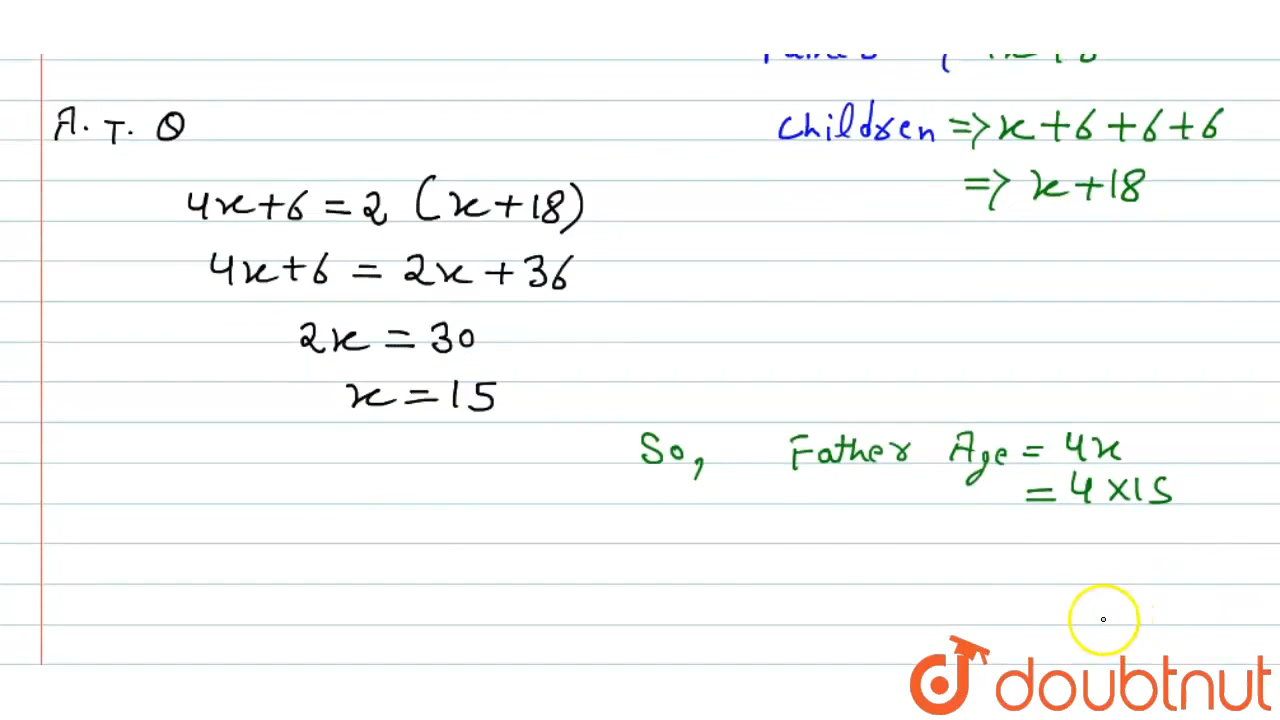 A. T. Q
4x+6 = 2 (x+18)
4x+6 = 2x+36
2x = 30
x = 15
children => x+6+6+6
=> x+18
So, Father Age = 4x
= 4×15
doubtnut